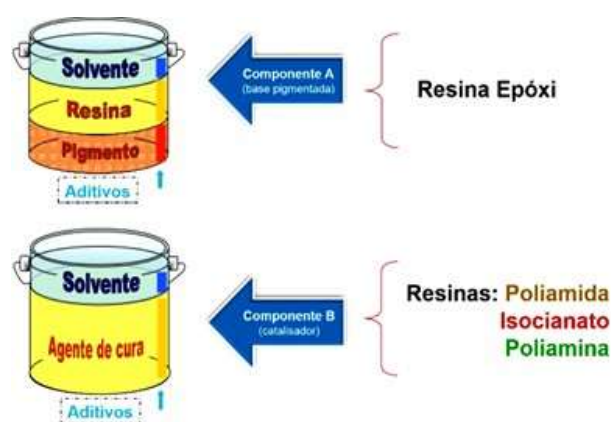 Solvente
Resina
Pigmento
Aditivos
Componente A
(base pigmentada)
Resina Epóxi
Solvente
Agente de cura
Aditivos
Componente B
(catalisador)
Resinas: Poliamida
Isocianato
Poliamina